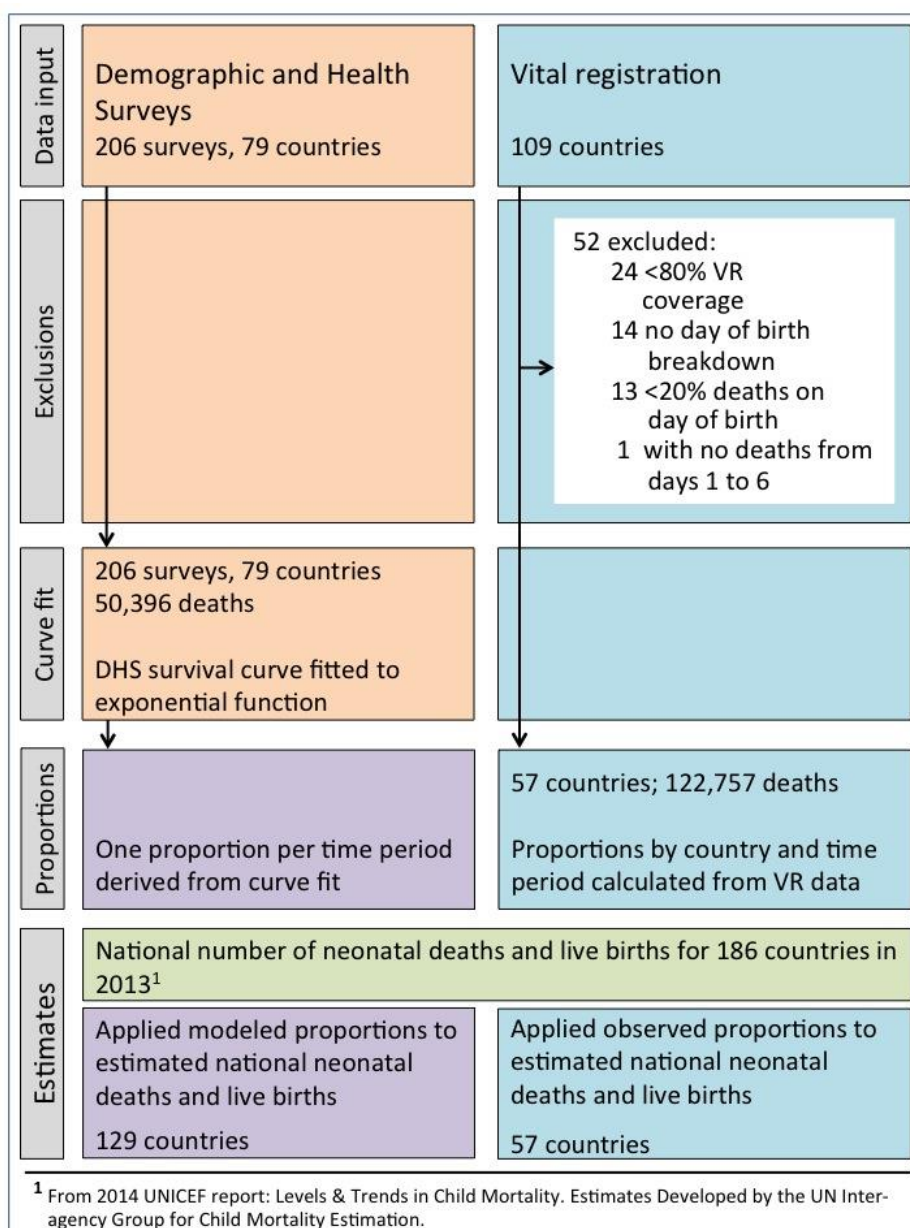 Data input
Demographic and Health
Surveys
206 surveys, 79 countries
Vital registration
109 countries
Exclusions
52 excluded:
24 <80% VR
coverage
14 no day of birth
breakdown
13 <20% deaths on
day of birth
1 with no deaths from
days 1 to 6
Curve fit
206 surveys, 79 countries
50,396 deaths
DHS survival curve fitted to
exponential function
Proportions
One proportion per time period
derived from curve fit
57 countries; 122,757 deaths
Proportions by country and time
period calculated from VR data
Estimates
National number of neonatal deaths and live births for 186 countries in
2013¹
Applied modeled proportions to
estimated national neonatal
deaths and live births
129 countries
Applied observed proportions to
estimated national neonatal
deaths and live births
57 countries
¹ From 2014 UNICEF report: Levels & Trends in Child Mortality. Estimates Developed by the UN Inter-
agency Group for Child Mortality Estimation.